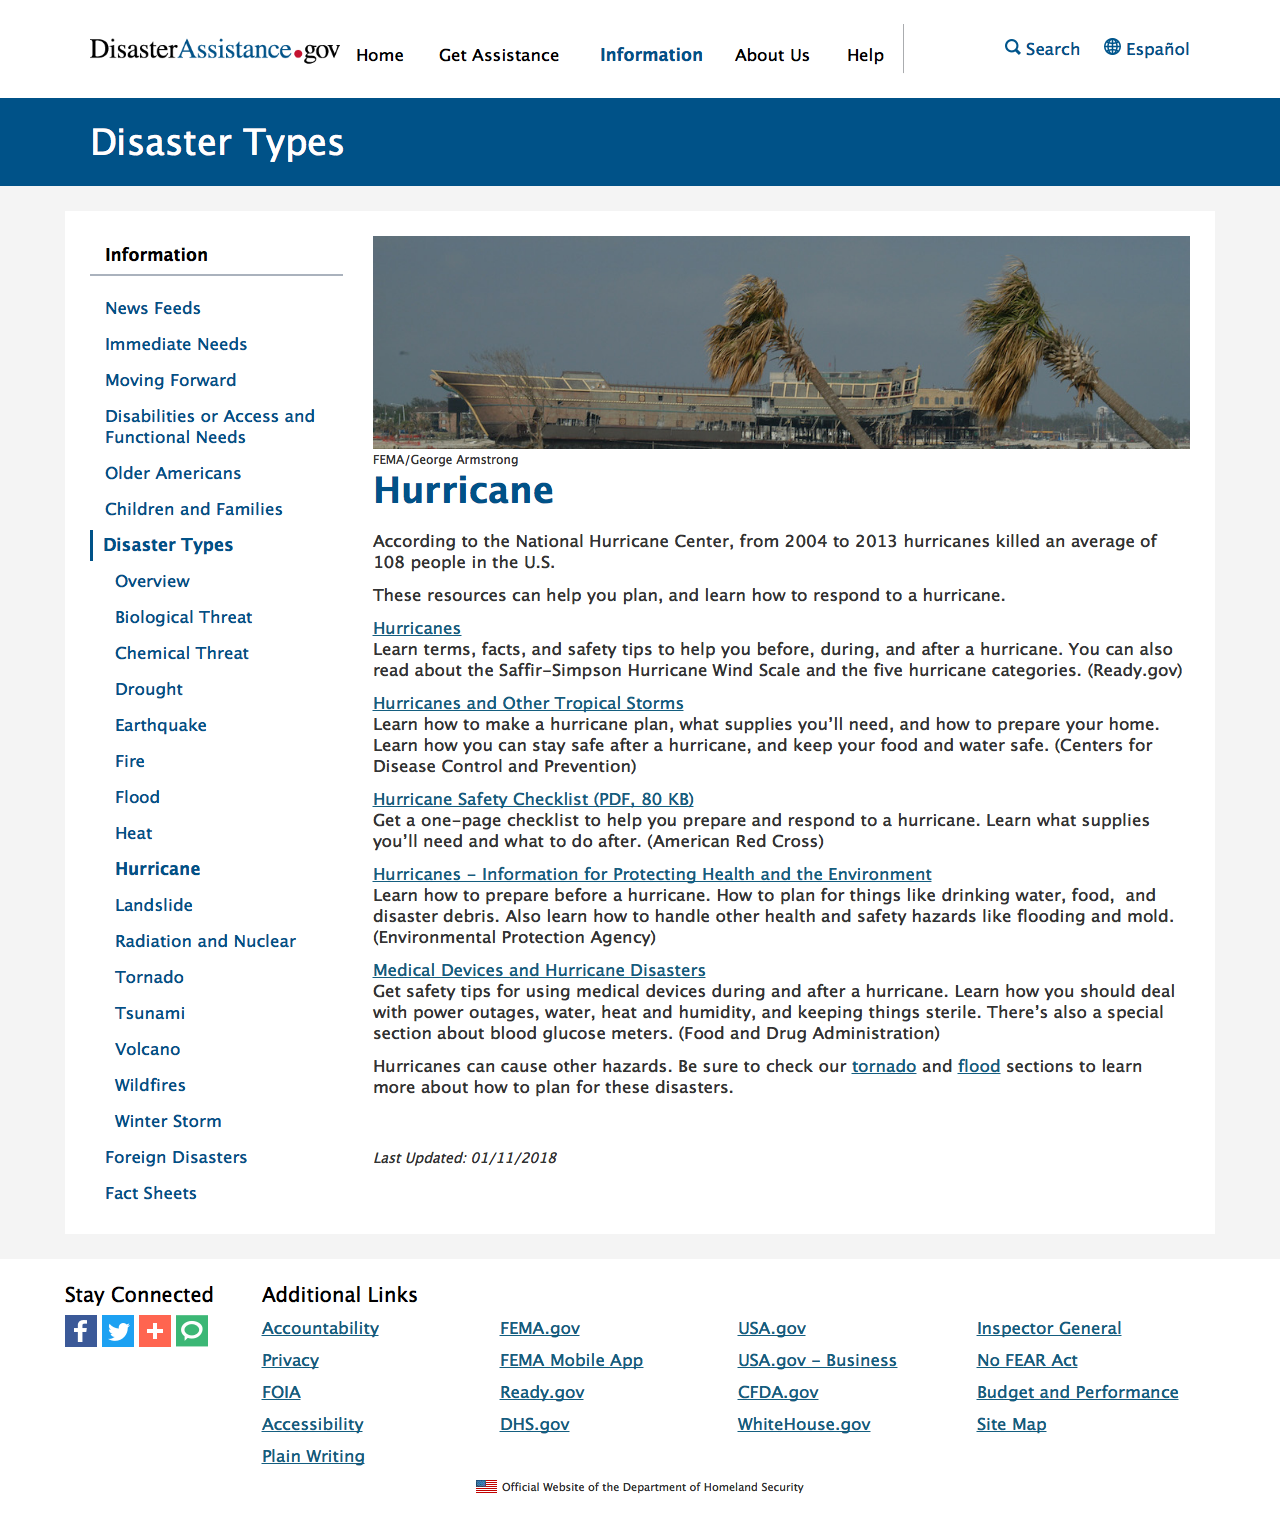 DisasterAssistance.gov
Home
Get Assistance
Information
About Us
Help
Search
Español
Disaster Types
Information
News Feeds
Immediate Needs
Moving Forward
Disabilities or Access and
Functional Needs
Older Americans
Children and Families
Disaster Types
Overview
Biological Threat
Chemical Threat
Drought
Earthquake
Fire
Flood
Heat
Hurricane
Landslide
Radiation and Nuclear
Tornado
Tsunami
Volcano
Wildfires
Winter Storm
Foreign Disasters
Fact Sheets
FEMA/George Armstrong
Hurricane
According to the National Hurricane Center, from 2004 to 2013 hurricanes killed an average of
108 people in the U.S.
These resources can help you plan, and learn how to respond to a hurricane.
Hurricanes
Learn terms, facts, and safety tips to help you before, during, and after a hurricane. You can also
read about the Saffir-Simpson Hurricane Wind Scale and the five hurricane categories. (Ready.gov)
Hurricanes and Other Tropical Storms
Learn how to make a hurricane plan, what supplies you’ll need, and how to prepare your home.
Learn how you can stay safe after a hurricane, and keep your food and water safe. (Centers for
Disease Control and Prevention)
Hurricane Safety Checklist (PDF, 80 KB)
Get a one-page checklist to help you prepare and respond to a hurricane. Learn what supplies
you’ll need and what to do after. (American Red Cross)
Hurricanes - Information for Protecting Health and the Environment
Learn how to prepare before a hurricane. How to plan for things like drinking water, food,  and
disaster debris. Also learn how to handle other health and safety hazards like flooding and mold.
(Environmental Protection Agency)
Medical Devices and Hurricane Disasters
Get safety tips for using medical devices during and after a hurricane. Learn how you should deal
with power outages, water, heat and humidity, and keeping things sterile. There’s also a special
section about blood glucose meters. (Food and Drug Administration)
Hurricanes can cause other hazards. Be sure to check our tornado and flood sections to learn
more about how to plan for these disasters.
Last Updated: 01/11/2018
Stay Connected
Additional Links
Accountability
Privacy
FOIA
Accessibility
Plain Writing
FEMA.gov
FEMA Mobile App
Ready.gov
DHS.gov
USA.gov
USA.gov - Business
CFDA.gov
WhiteHouse.gov
Inspector General
No FEAR Act
Budget and Performance
Site Map
Official Website of the Department of Homeland Security